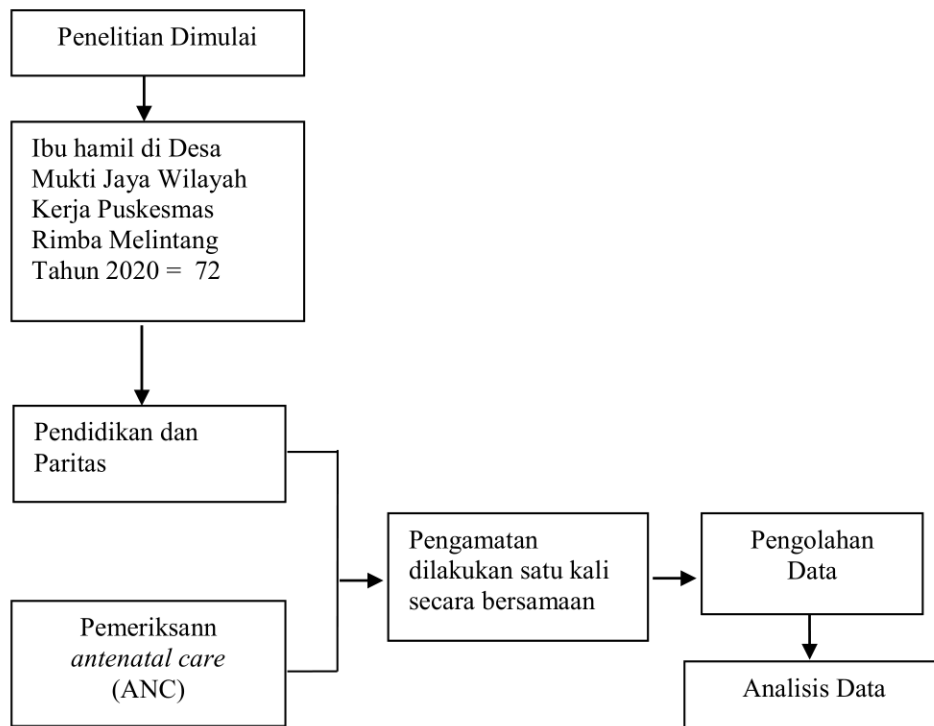 Penelitian Dimulai
Ibu hamil di Desa
Mukti Jaya Wilayah
Kerja Puskesmas
Rimba Melintang
Tahun 2020 = 72
Pendidikan dan
Paritas
Pemeriksann
antenatal care
(ANC)
Pengamatan
dilakukan satu kali
secara bersamaan
Pengolahan
Data
Analisis Data